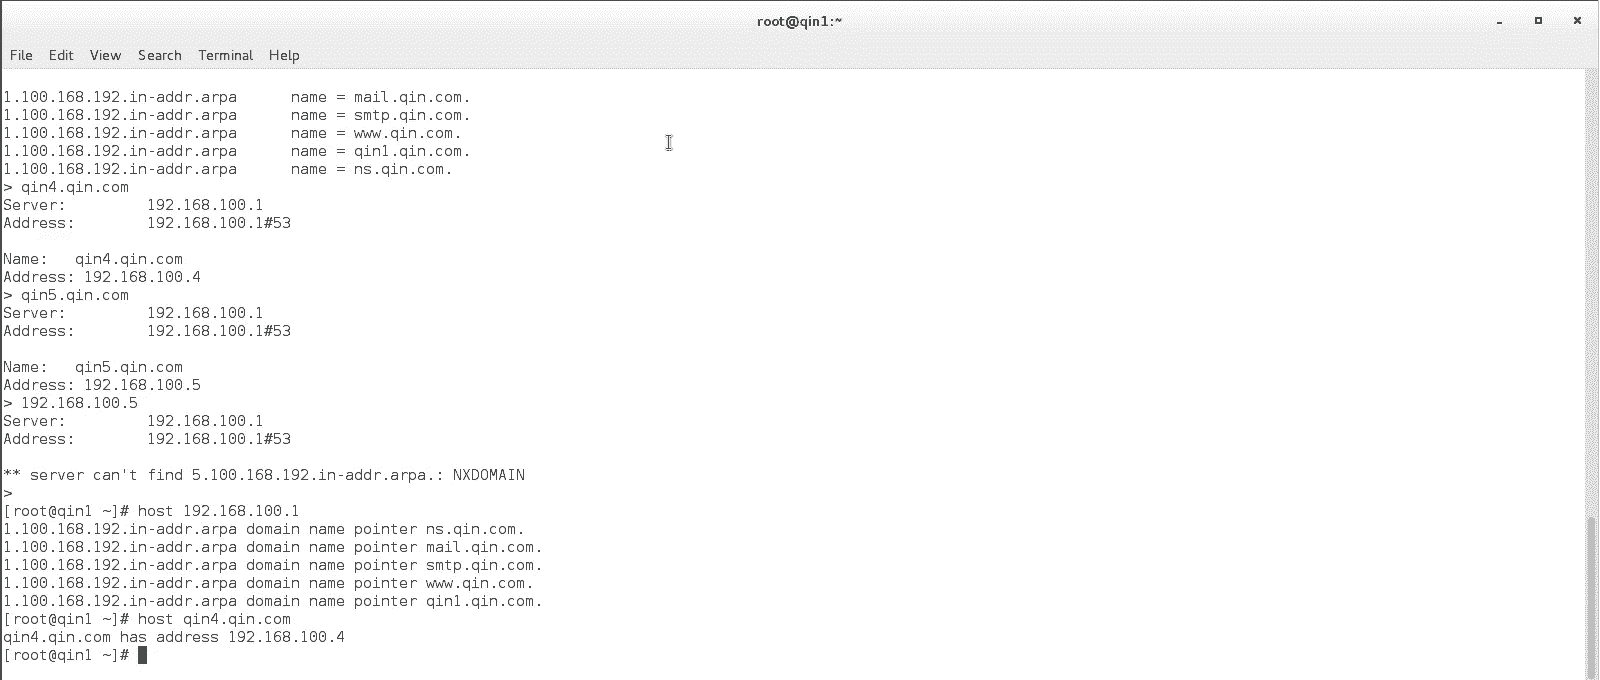 root@qin1:~
File Edit View Search Terminal Help
1.100.168.192.in-addr.arpa      name = mail.qin.com.
1.100.168.192.in-addr.arpa      name = smtp.qin.com.
1.100.168.192.in-addr.arpa      name = www.qin.com.
1.100.168.192.in-addr.arpa      name = qin1.qin.com.
1.100.168.192.in-addr.arpa      name = ns.qin.com.
> qin4.qin.com
Server:         192.168.100.1
Address:        192.168.100.1#53
Name:   qin4.qin.com
Address: 192.168.100.4
> qin5.qin.com
Server:         192.168.100.1
Address:        192.168.100.1#53
Name:   qin5.qin.com
Address: 192.168.100.5
> 192.168.100.5
Server:         192.168.100.1
Address:        192.168.100.1#53
** server can't find 5.100.168.192.in-addr.arpa.: NXDOMAIN
>
[root@qin1 ~]# host 192.168.100.1
1.100.168.192.in-addr.arpa domain name pointer ns.qin.com.
1.100.168.192.in-addr.arpa domain name pointer mail.qin.com.
1.100.168.192.in-addr.arpa domain name pointer smtp.qin.com.
1.100.168.192.in-addr.arpa domain name pointer www.qin.com.
1.100.168.192.in-addr.arpa domain name pointer qin1.qin.com.
[root@qin1 ~]# host qin4.qin.com
qin4.qin.com has address 192.168.100.4
[root@qin1 ~]#